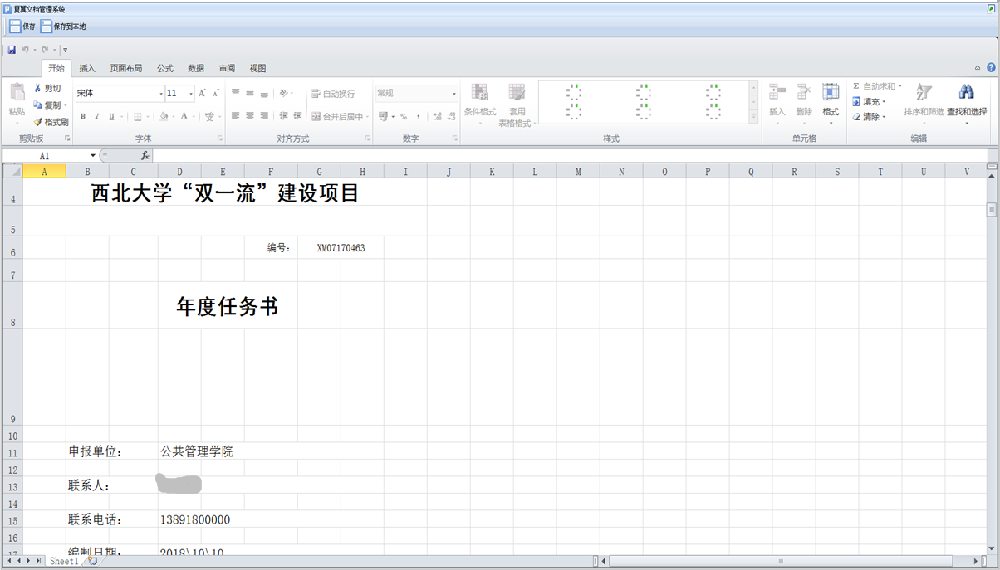 复翼文档管理系统
保存 保存到本地
开始 插入 页面布局 公式 数据 审阅 视图
粘贴 剪切 复制 格式刷 剪贴板
宋体 11 A A B I U A 字体
自动换行 合并后居中 对齐方式
常规 % , .0 .00 数字
条件格式 套用表格格式 样式
插入 删除 格式 单元格
Σ 自动求和 填充 清除 排序和筛选 查找和选择 编辑
A1 fx
A B C D E F G H I J K L M N O P Q R S T U V
4 西北大学“双一流”建设项目
5
6 编号: XM07170463
7
8 年度任务书
9
10
11 申报单位: 公共管理学院
12
13 联系人:
14
15 联系电话: 13891800000
16
17 编制日期: 2018\10\10
Sheet1